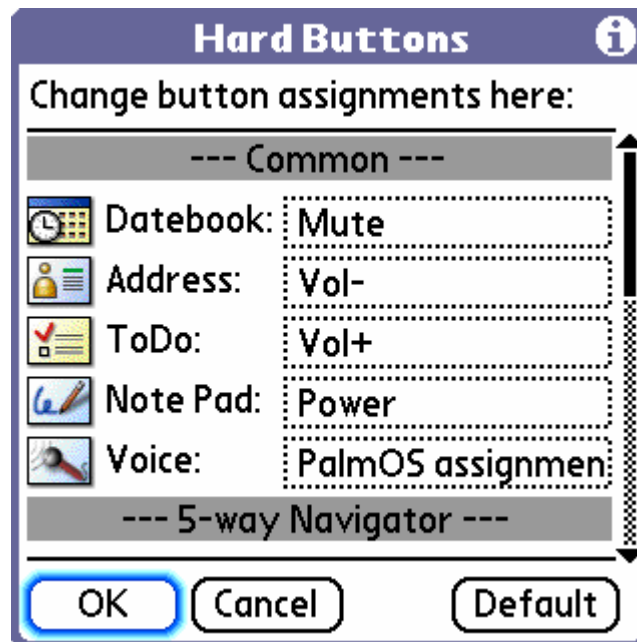 Hard Buttons
Change button assignments here:
--- Common ---
Datebook: Mute
Address: Vol-
ToDo: Vol+
Note Pad: Power
Voice: PalmOS assignmen
--- 5-way Navigator ---
OK Cancel Default